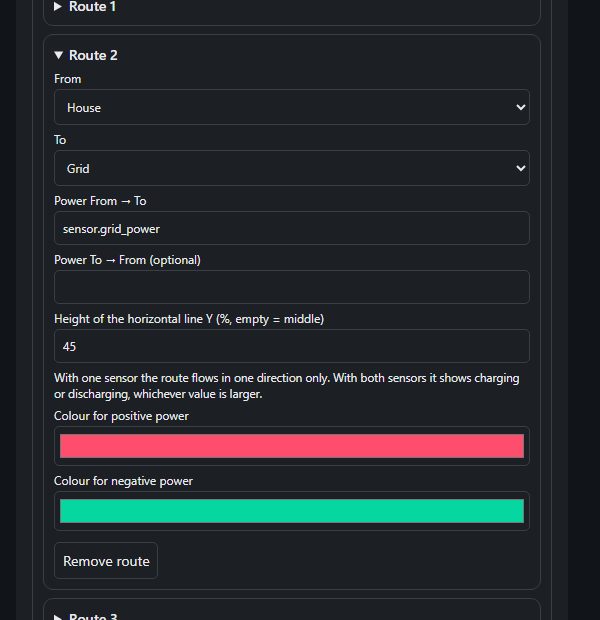 Route 1
Route 2
From
House
To
Grid
Power From → To
sensor.grid_power
Power To → From (optional)
Height of the horizontal line Y (%, empty = middle)
45
With one sensor the route flows in one direction only. With both sensors it shows charging
or discharging, whichever value is larger.
Colour for positive power
Colour for negative power
Remove route
Route 3